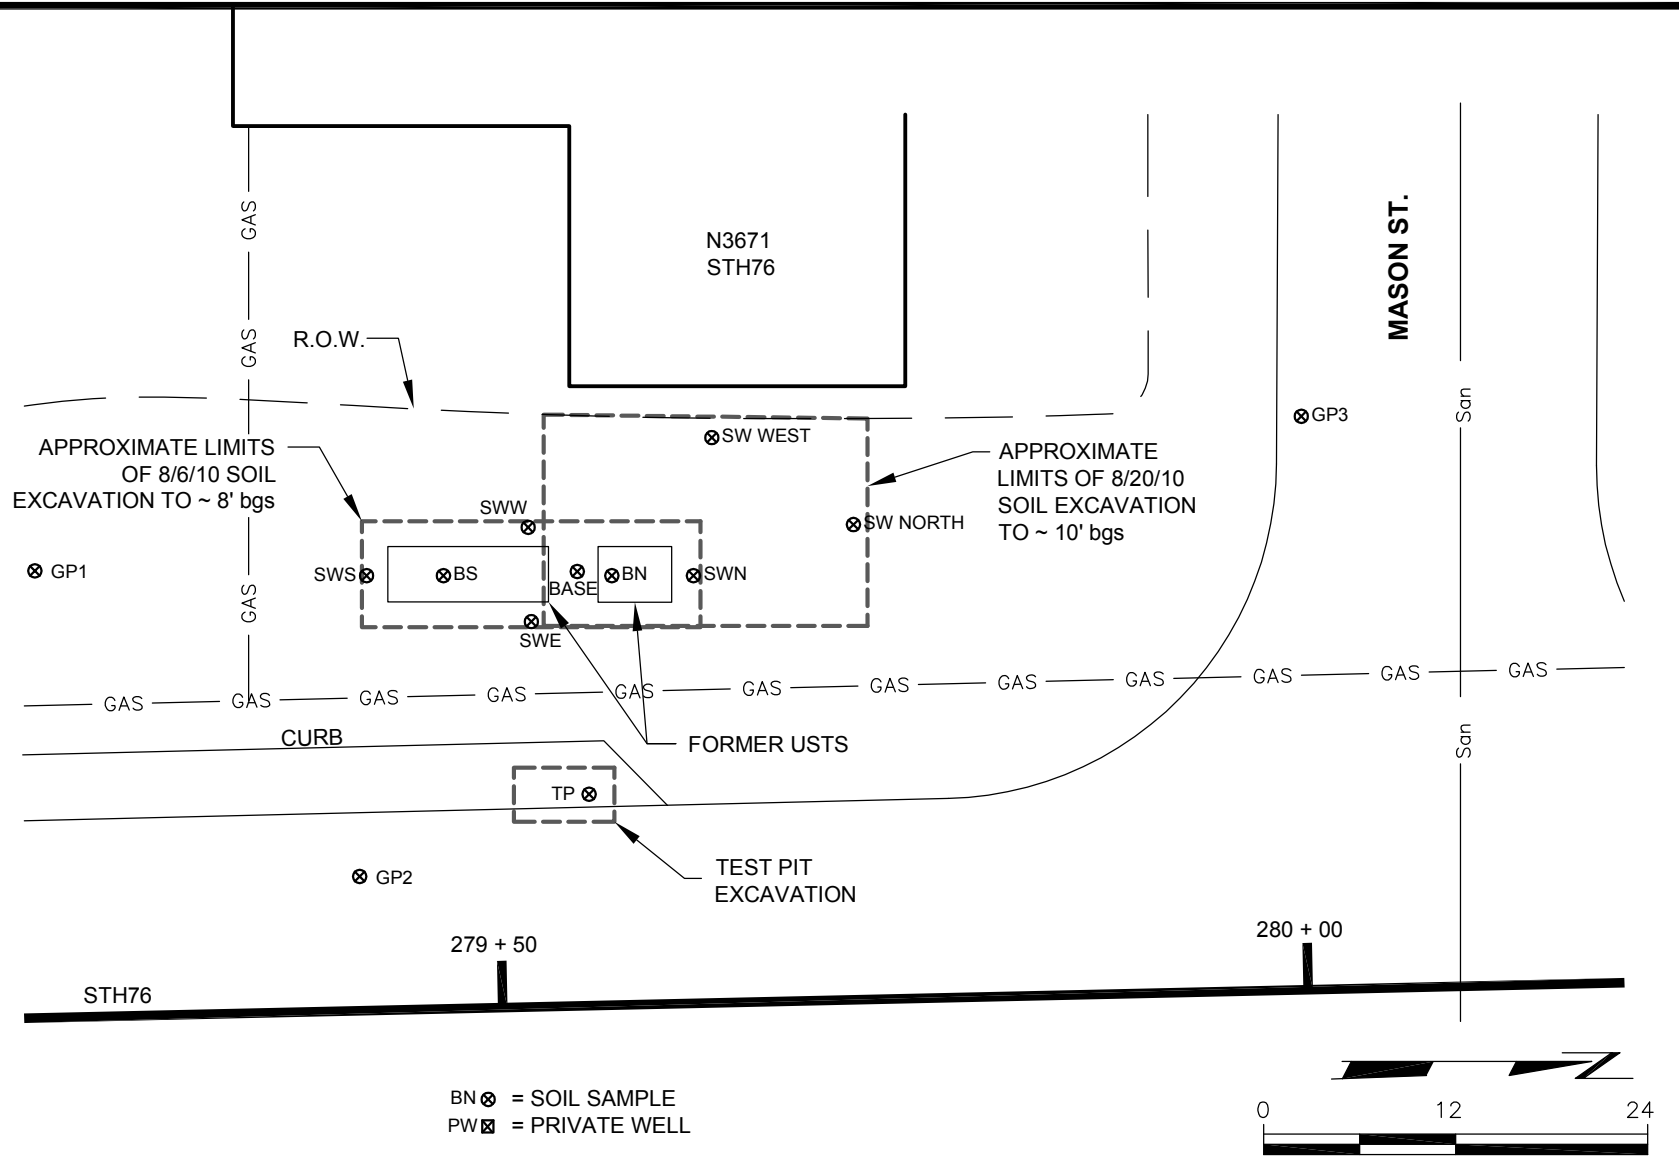 N3671
STH76
MASON ST.
GAS
GAS
GAS
R.O.W.
San
GP3
SW WEST
APPROXIMATE LIMITS
OF 8/6/10 SOIL
EXCAVATION TO ~ 8' bgs
APPROXIMATE
LIMITS OF 8/20/10
SOIL EXCAVATION
TO ~ 10' bgs
SWW
SW NORTH
GP1
SWS
BS
BASE
BN
SWN
SWE
GAS
GAS
GAS
GAS
GAS
GAS
GAS
GAS
GAS
GAS
GAS
GAS
CURB
FORMER USTS
San
TP
TEST PIT
EXCAVATION
GP2
279 + 50
280 + 00
STH76
BN = SOIL SAMPLE
PW = PRIVATE WELL
N
0 12 24